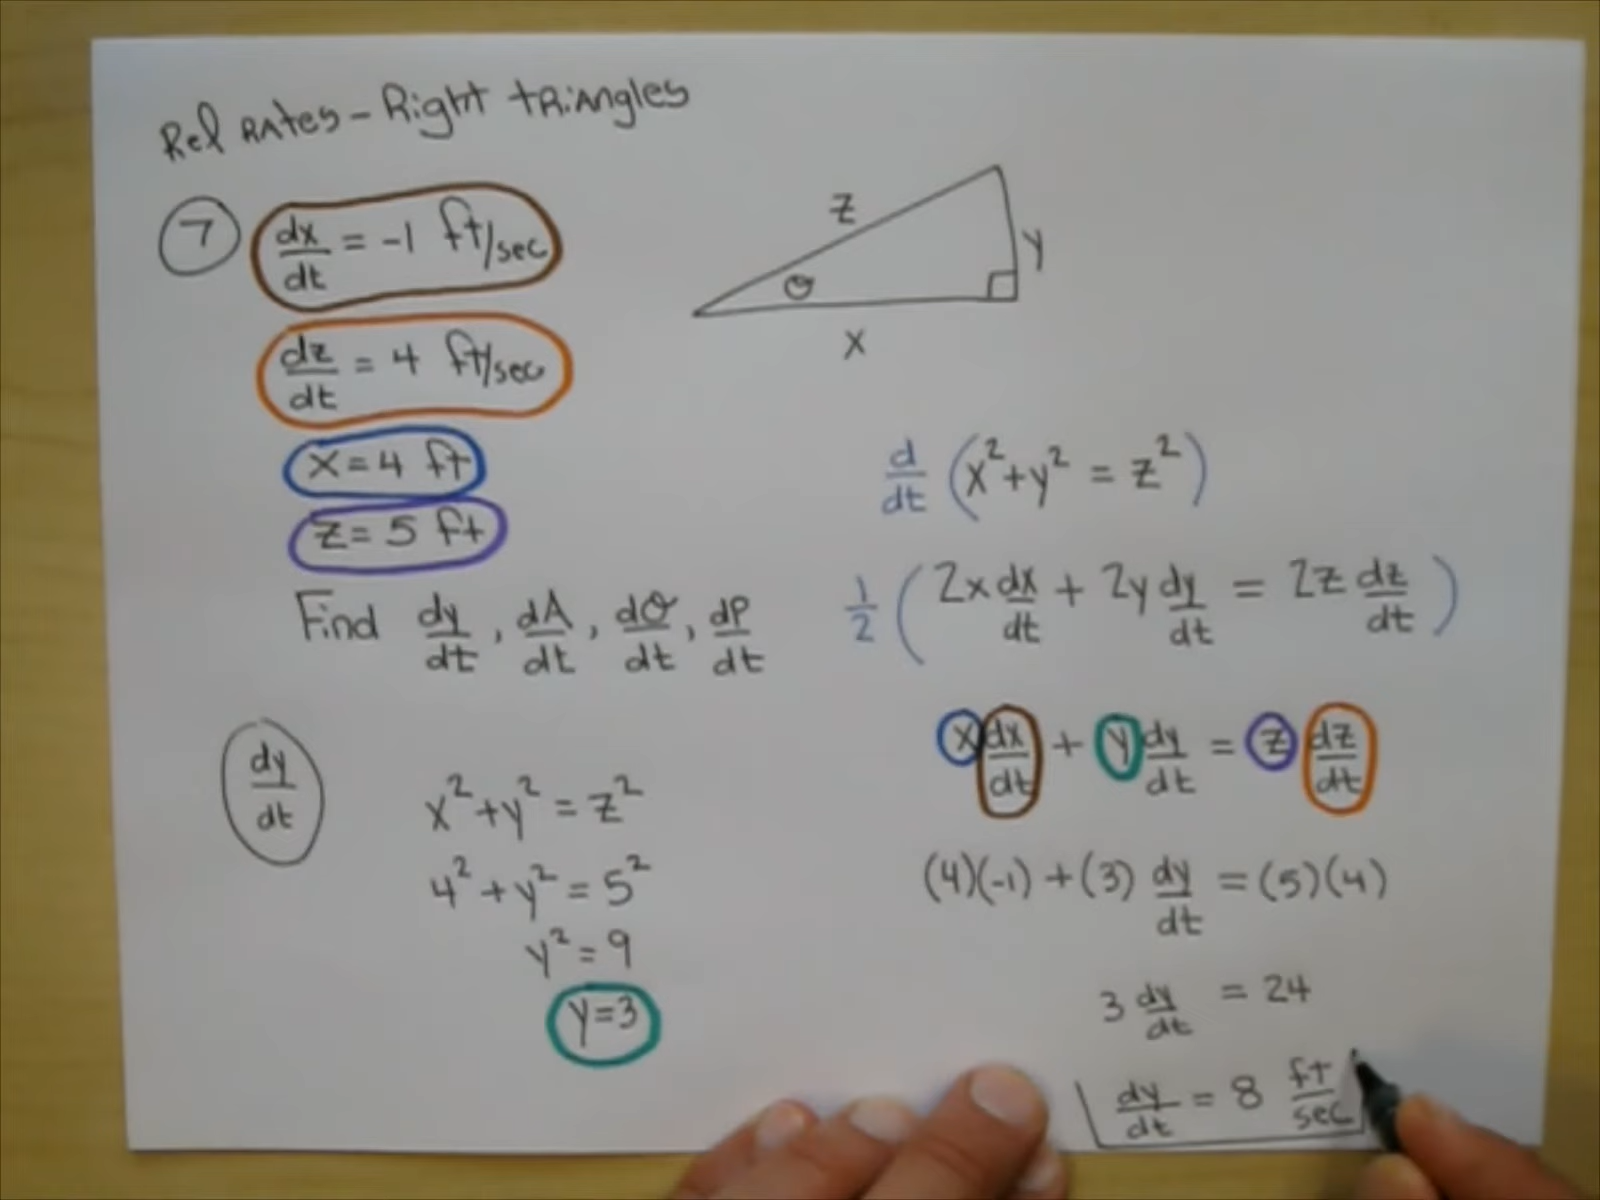 Rel Rates - Right triangles
7
dx/dt = -1 ft/sec
dz/dt = 4 ft/sec
x = 4 ft
z = 5 ft
Find dy/dt, dA/dt, dθ/dt, dP/dt
z
y
θ
x
dy/dt
x² + y² = z²
4² + y² = 5²
y² = 9
y = 3
d/dt (x² + y² = z²)
1/2 (2x dx/dt + 2y dy/dt = 2z dz/dt)
x dx/dt + y dy/dt = z dz/dt
(4)(-1) + (3) dy/dt = (5)(4)
3 dy/dt = 24
dy/dt = 8 ft/sec